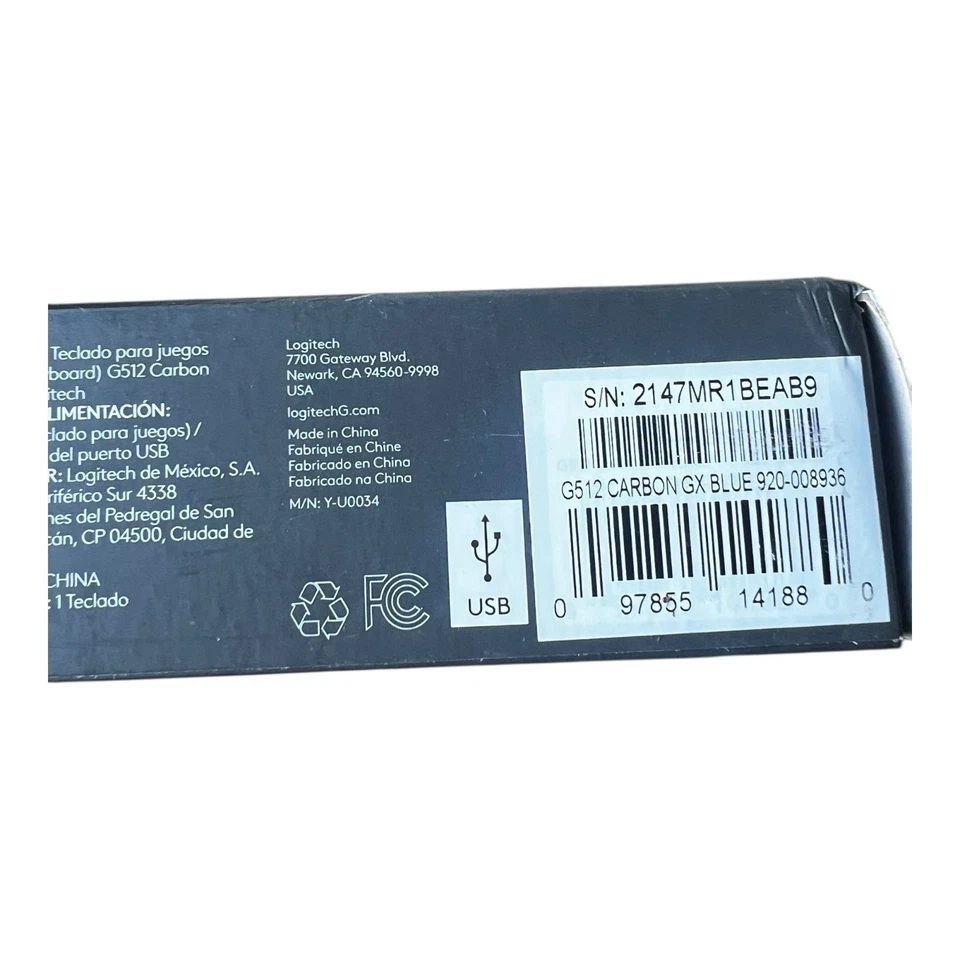 Teclado para juegos
board) G512 Carbon
itech
LIMENTACIÓN:
clado para juegos) /
del puerto USB
R: Logitech de México, S.A.
riférico Sur 4338
nes del Pedregal de San
cán, CP 04500, Ciudad de
CHINA
: 1 Teclado
Logitech
7700 Gateway Blvd.
Newark, CA 94560-9998
USA
logitechG.com
Made in China
Fabriqué en Chine
Fabricado en China
Fabricado na China
M/N: Y-U0034
FC
USB
S/N: 2147MR1BEAB9
G512 CARBON GX BLUE 920-008936
0 97855 14188 0